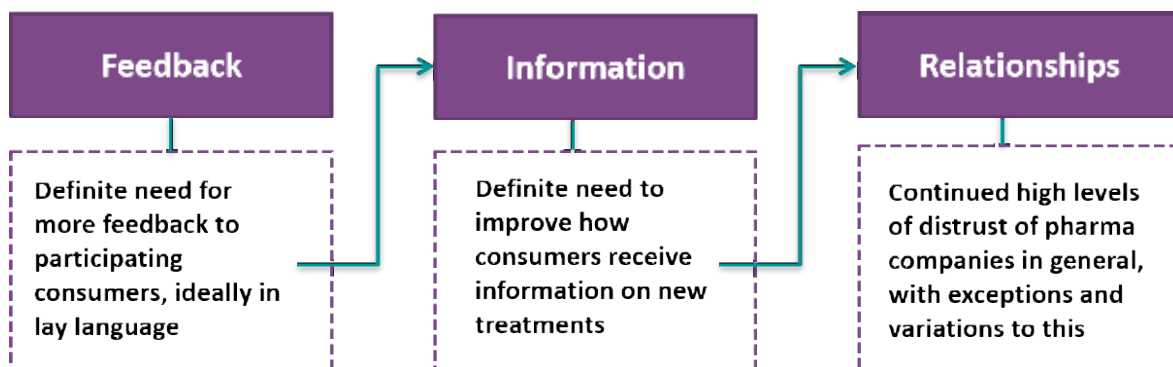 Feedback
Definite need for
more feedback to
participating
consumers, ideally in
lay language
Information
Definite need to
improve how
consumers receive
information on new
treatments
Relationships
Continued high levels
of distrust of pharma
companies in general,
with exceptions and
variations to this